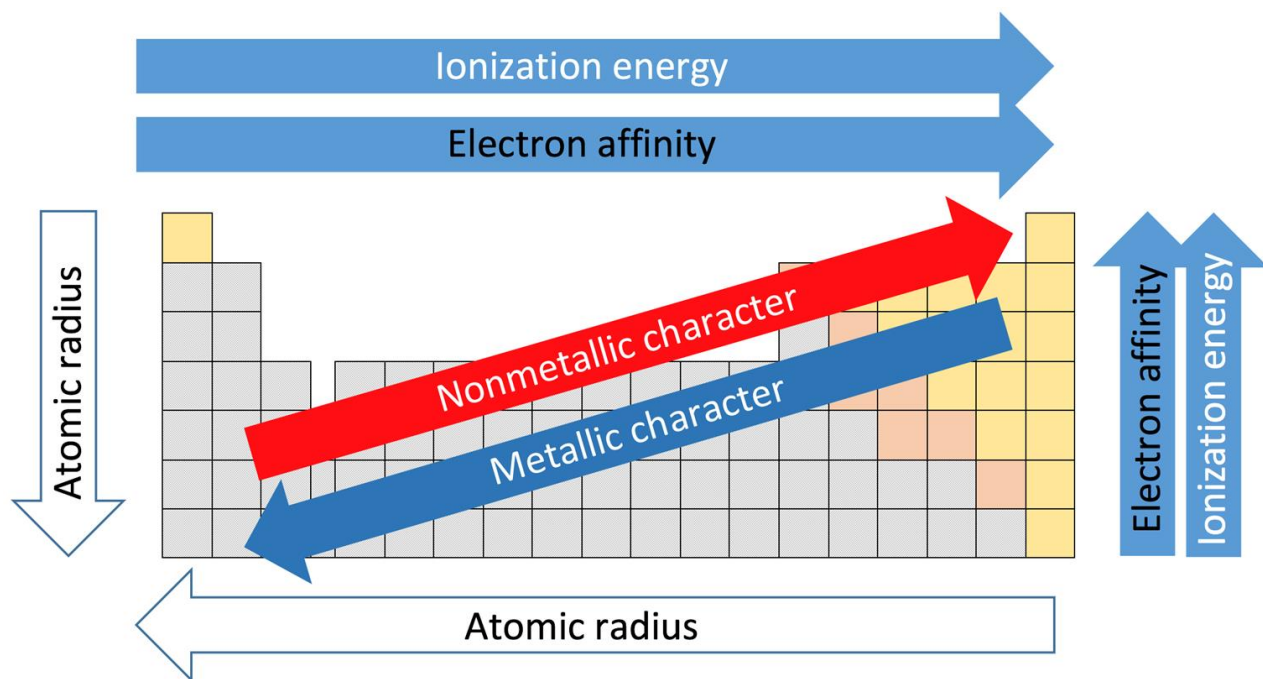 Ionization energy
Electron affinity
Atomic radius
Nonmetallic character
Metallic character
Electron affinity
Ionization energy
Atomic radius